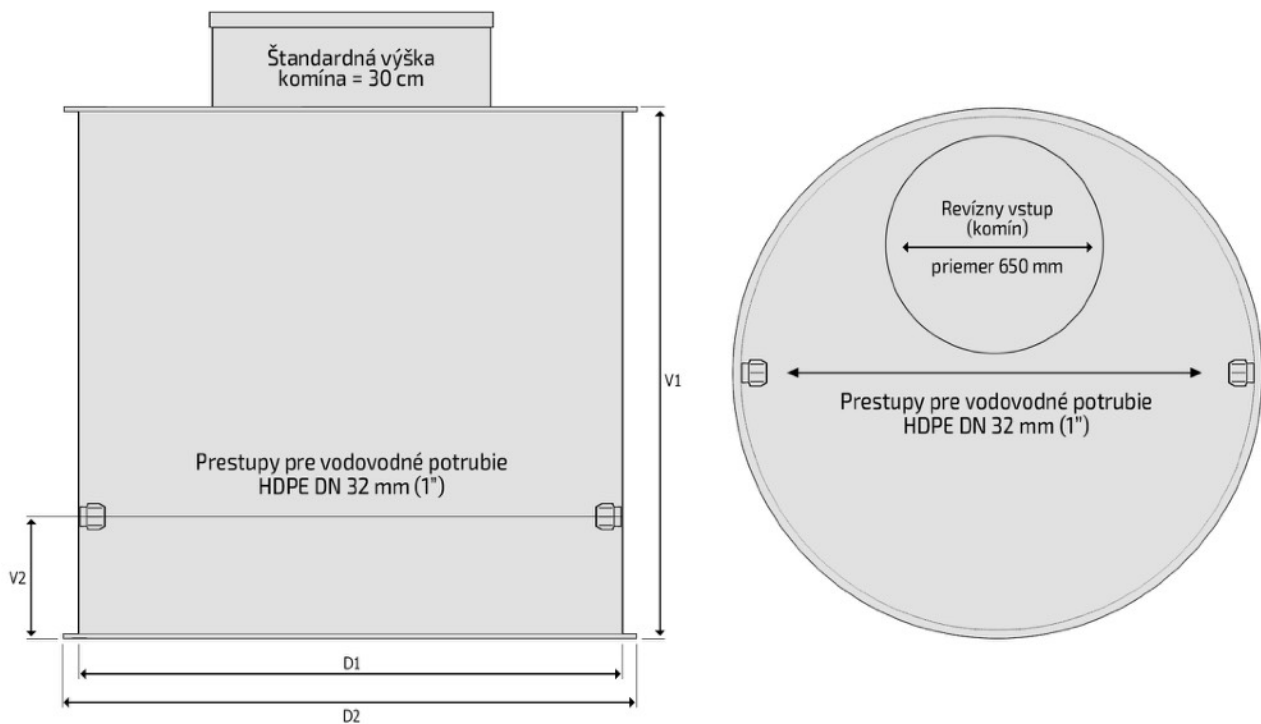 Štandardná výška
komína = 30 cm
Prestupy pre vodovodné potrubie
HDPE DN 32 mm (1")
V1
V2
D1
D2
Revízny vstup
(komín)
priemer 650 mm
Prestupy pre vodovodné potrubie
HDPE DN 32 mm (1")